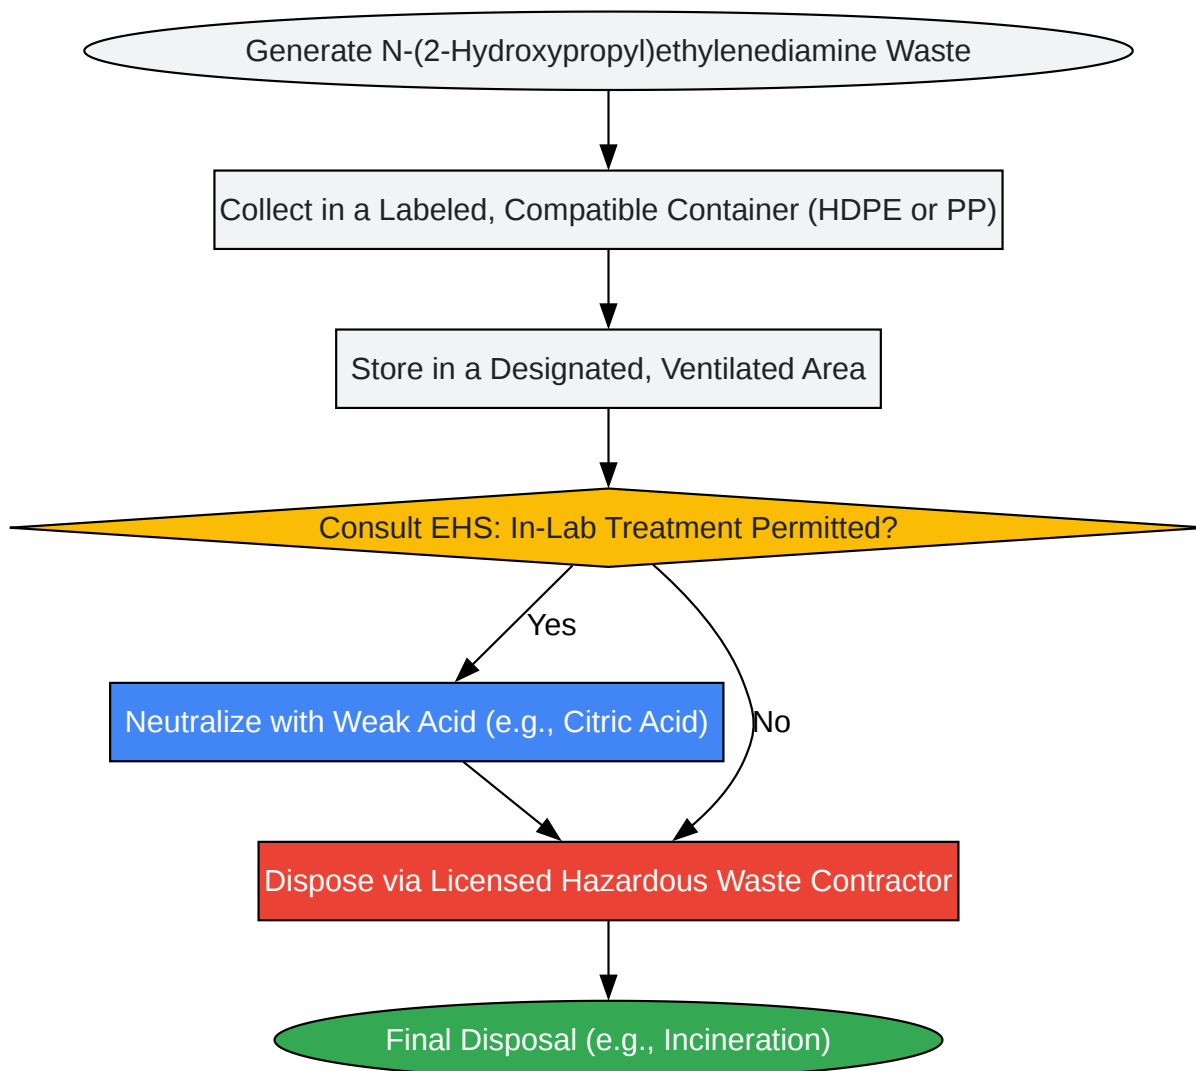 Generate N-(2-Hydroxypropyl)ethylenediamine Waste
Collect in a Labeled, Compatible Container (HDPE or PP)
Store in a Designated, Ventilated Area
Consult EHS: In-Lab Treatment Permitted?
Yes
Neutralize with Weak Acid (e.g., Citric Acid)
No
Dispose via Licensed Hazardous Waste Contractor
Final Disposal (e.g., Incineration)